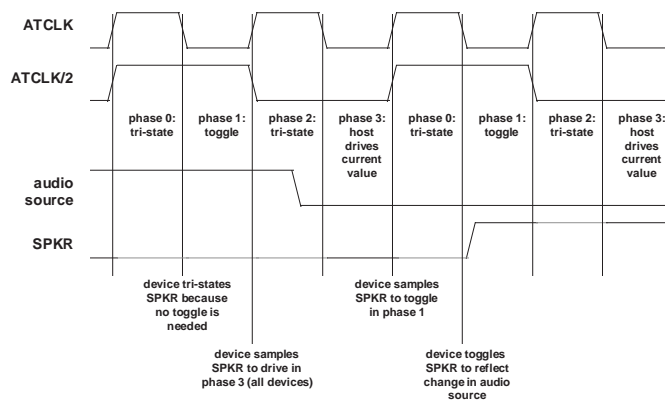 ATCLK
ATCLK/2
phase 0: phase 1: phase 2: phase 3: phase 0: phase 1: phase 2: phase 3:
tri-state toggle tri-state host tri-state toggle tri-state host
drives drives
current current
value value
audio
source
SPKR
device tri-states
SPKR because
no toggle is
needed
device samples
SPKR to toggle
in phase 1
device samples
SPKR to drive in
phase 3 (all devices)
device toggles
SPKR to reflect
change in audio
source